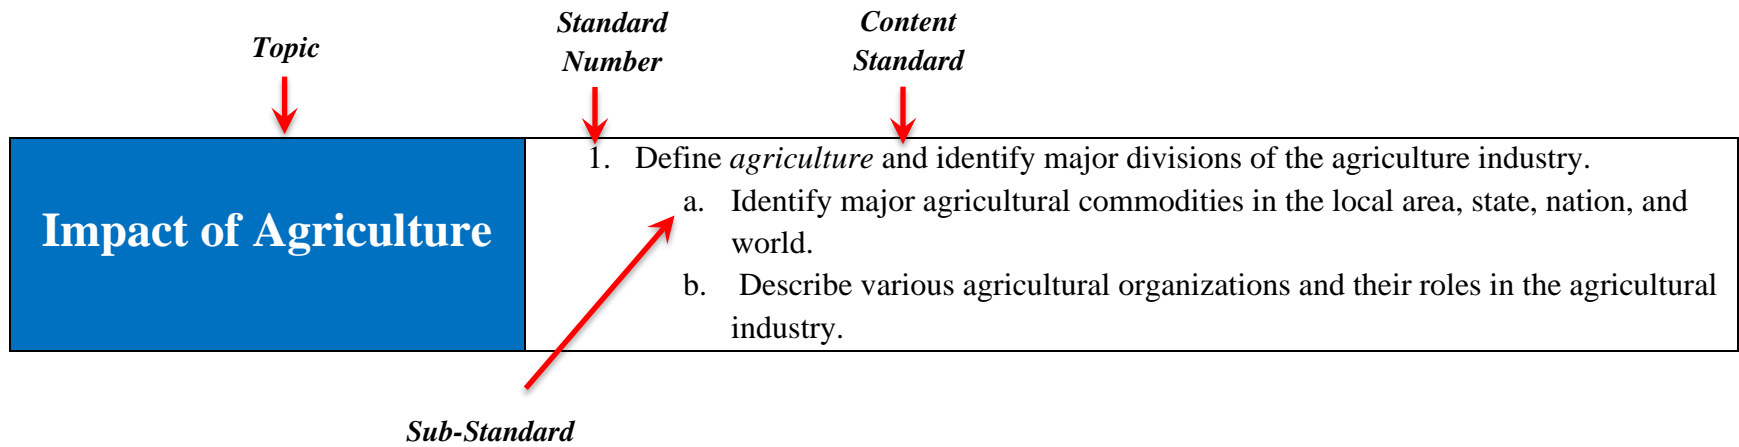 Topic
Standard
Number
Content
Standard
Impact of Agriculture
1. Define agriculture and identify major divisions of the agriculture industry.
a. Identify major agricultural commodities in the local area, state, nation, and
world.
b. Describe various agricultural organizations and their roles in the agricultural
industry.
Sub-Standard